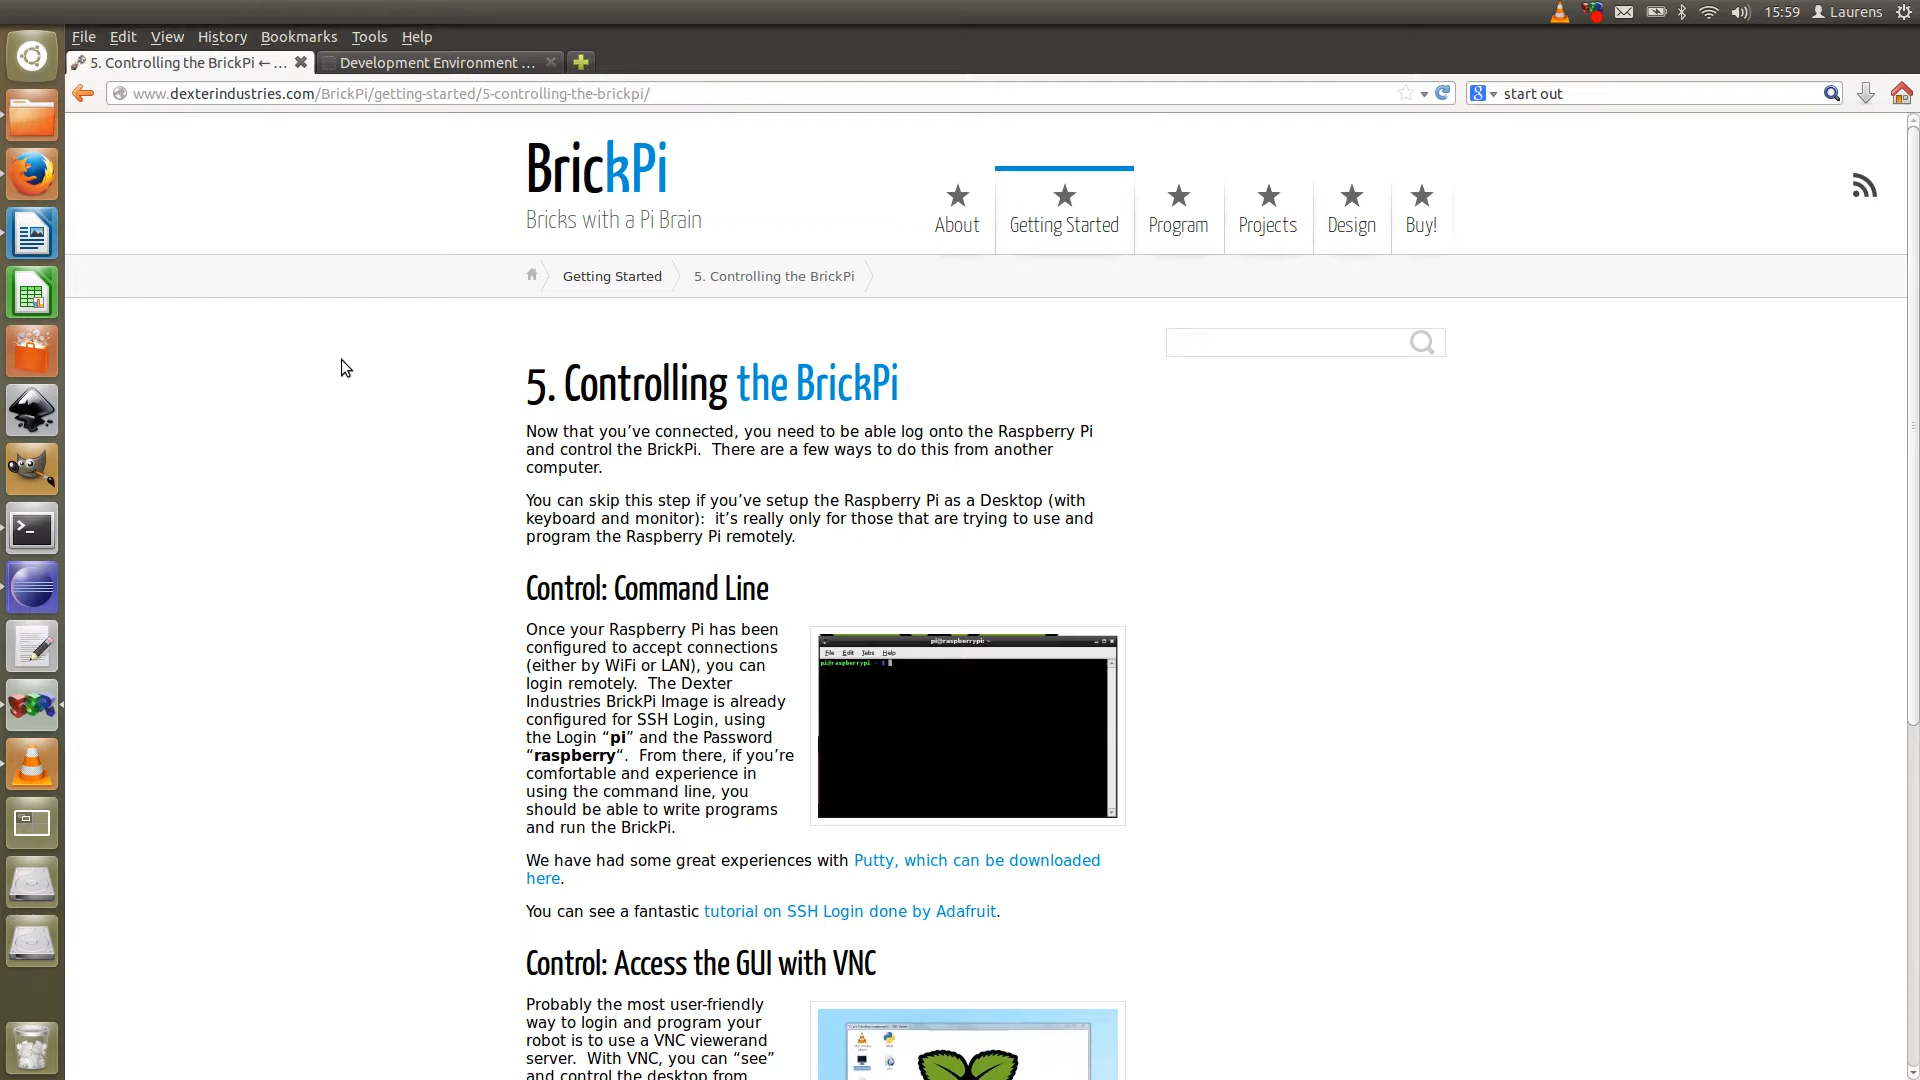 15:59 Laurens
File Edit View History Bookmarks Tools Help
5. Controlling the BrickPi ← ... Development Environment ...
www.dexterindustries.com/BrickPi/getting-started/5-controlling-the-brickpi/ 8 start out
BrickPi
Bricks with a Pi Brain
About Getting Started Program Projects Design Buy!
Getting Started 5. Controlling the BrickPi
5. Controlling the BrickPi
Now that you’ve connected, you need to be able log onto the Raspberry Pi
and control the BrickPi. There are a few ways to do this from another
computer.
You can skip this step if you’ve setup the Raspberry Pi as a Desktop (with
keyboard and monitor): it’s really only for those that are trying to use and
program the Raspberry Pi remotely.
Control: Command Line
Once your Raspberry Pi has been
configured to accept connections
(either by WiFi or LAN), you can
login remotely. The Dexter
Industries BrickPi Image is already
configured for SSH Login, using
the Login “pi” and the Password
“raspberry“. From there, if you’re
comfortable and experience in
using the command line, you
should be able to write programs
and run the BrickPi.
pi@raspberrypi: ~
File Edit Tabs Help
pi@raspberrypi ~ $
We have had some great experiences with Putty, which can be downloaded
here.
You can see a fantastic tutorial on SSH Login done by Adafruit.
Control: Access the GUI with VNC
Probably the most user-friendly
way to login and program your
robot is to use a VNC viewerand
server. With VNC, you can “see”
and control the desktop from